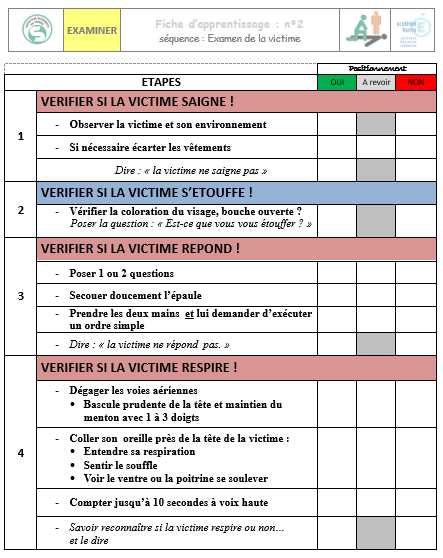 EXAMINER
Fiche d'apprentissage : n°2
séquence : Examen de la victime
Positionnement
ETAPES
OUI
A revoir
NON
VERIFIER SI LA VICTIME SAIGNE !
1
- Observer la victime et son environnement
- Si nécessaire écarter les vêtements
Dire : « la victime ne saigne pas »
VERIFIER SI LA VICTIME S'ETOUFFE !
2
- Vérifier la coloration du visage, bouche ouverte ?
Poser la question : « Est-ce que vous vous étouffer ? »
VERIFIER SI LA VICTIME REPOND !
3
- Poser 1 ou 2 questions
- Secouer doucement l'épaule
- Prendre les deux mains et lui demander d'exécuter
un ordre simple
- Dire : « la victime ne répond pas. »
VERIFIER SI LA VICTIME RESPIRE !
4
- Dégager les voies aériennes
• Bascule prudente de la tête et maintien du
menton avec 1 à 3 doigts
- Coller son oreille près de la tête de la victime :
• Entendre sa respiration
• Sentir le souffle
• Voir le ventre ou la poitrine se soulever
- Compter jusqu'à 10 secondes à voix haute
- Savoir reconnaître si la victime respire ou non...
et le dire